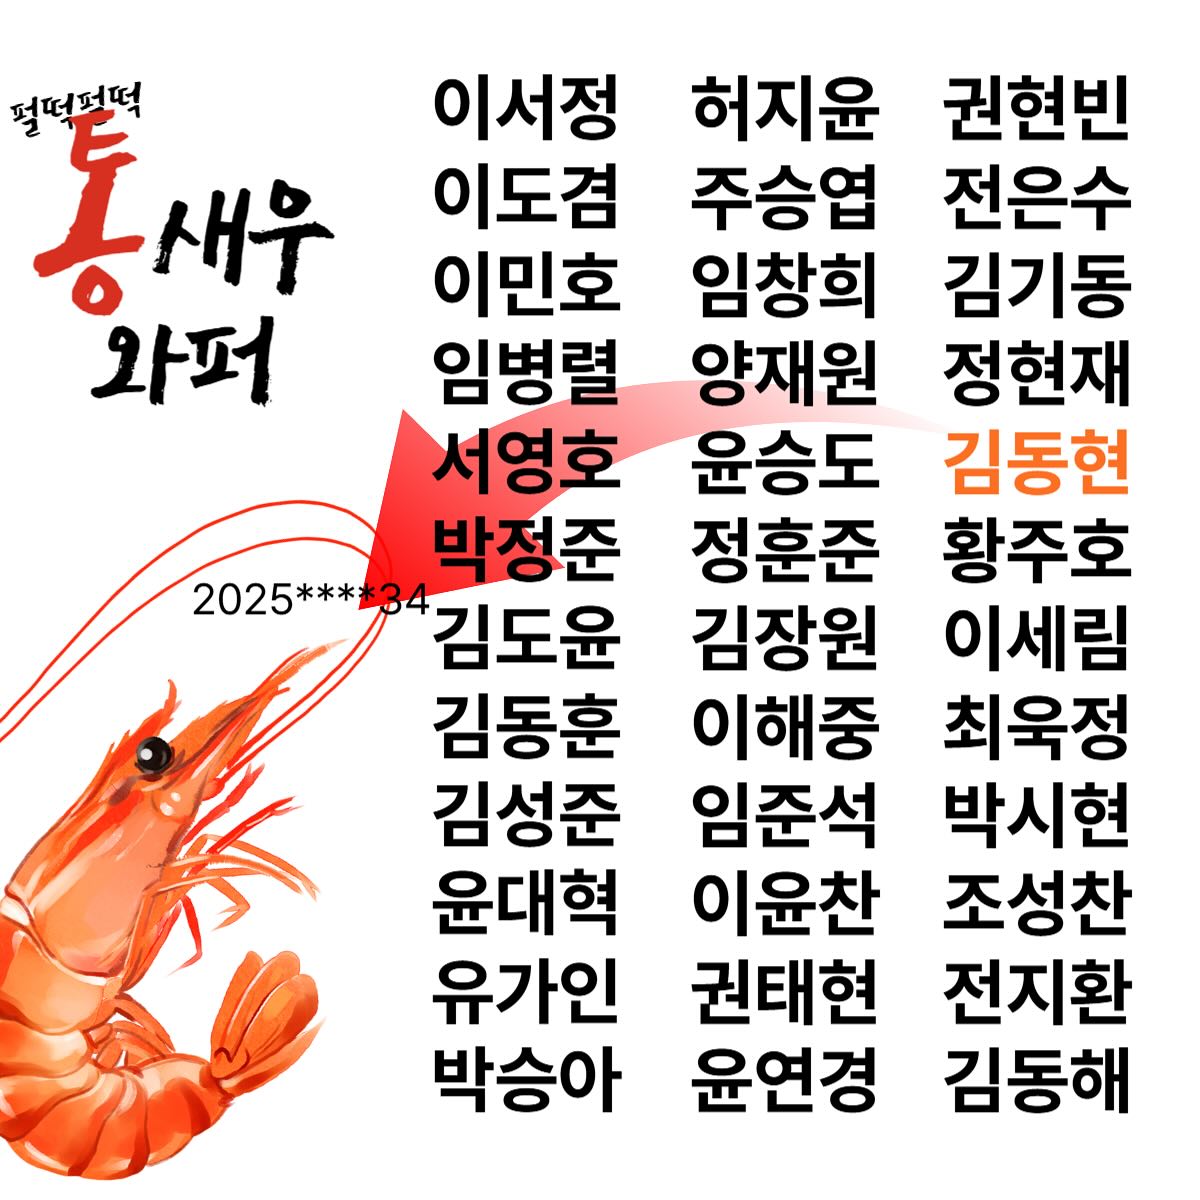 펄떡펄떡
통새우
와퍼
2025****34
이서정 허지윤 권현빈
이도겸 주승엽 전은수
이민호 임창희 김기동
임병렬 양재원 정현재
서영호 윤승도 김동현
박정준 정훈준 황주호
김도윤 김장원 이세림
김동훈 이해중 최욱정
김성준 임준석 박시현
윤대혁 이윤찬 조성찬
유가인 권태현 전지환
박승아 윤연경 김동해